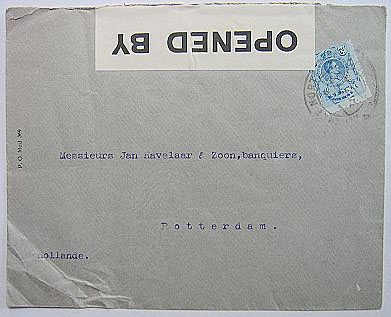 OPENED BY
Messieurs Jan Havelaar & Zoon,banquiers,
Rotterdam.
Hollande.